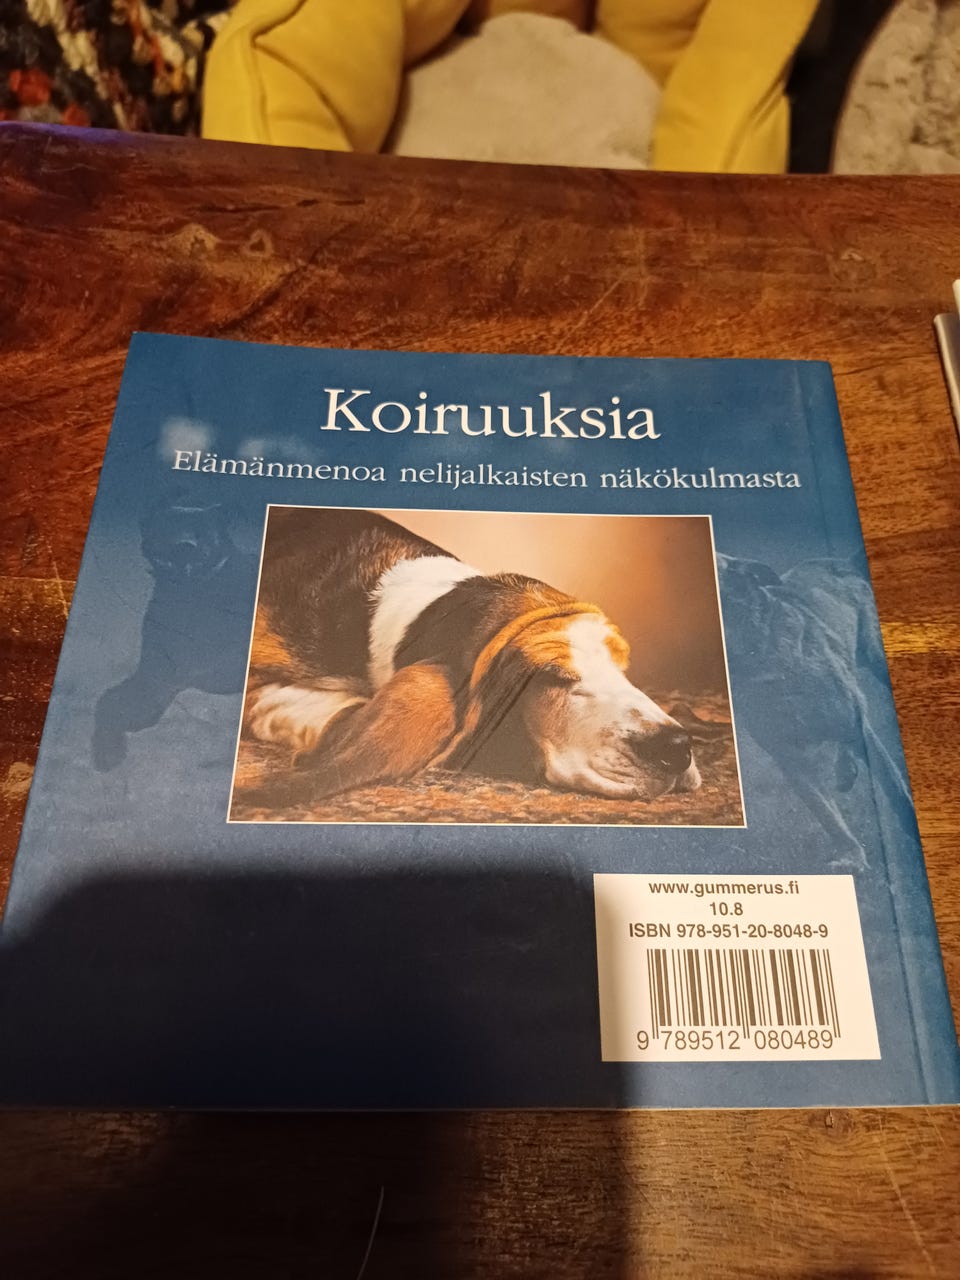 Koiruuksia
Elämänmenoa nelijalkaisten näkökulmasta
www.gummerus.fi
10.8
ISBN 978-951-20-8048-9
9 789512 080489